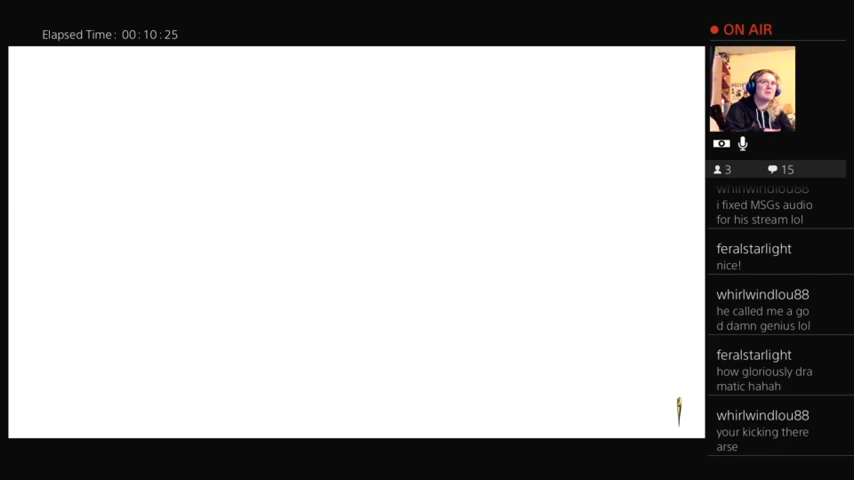 Elapsed Time: 00:10:25
ON AIR
3
15
whirlwindlou88
i fixed MSGs audio
for his stream lol
feralstarlight
nice!
whirlwindlou88
he called me a go
d damn genius lol
feralstarlight
how gloriously dra
matic hahah
whirlwindlou88
your kicking there
arse